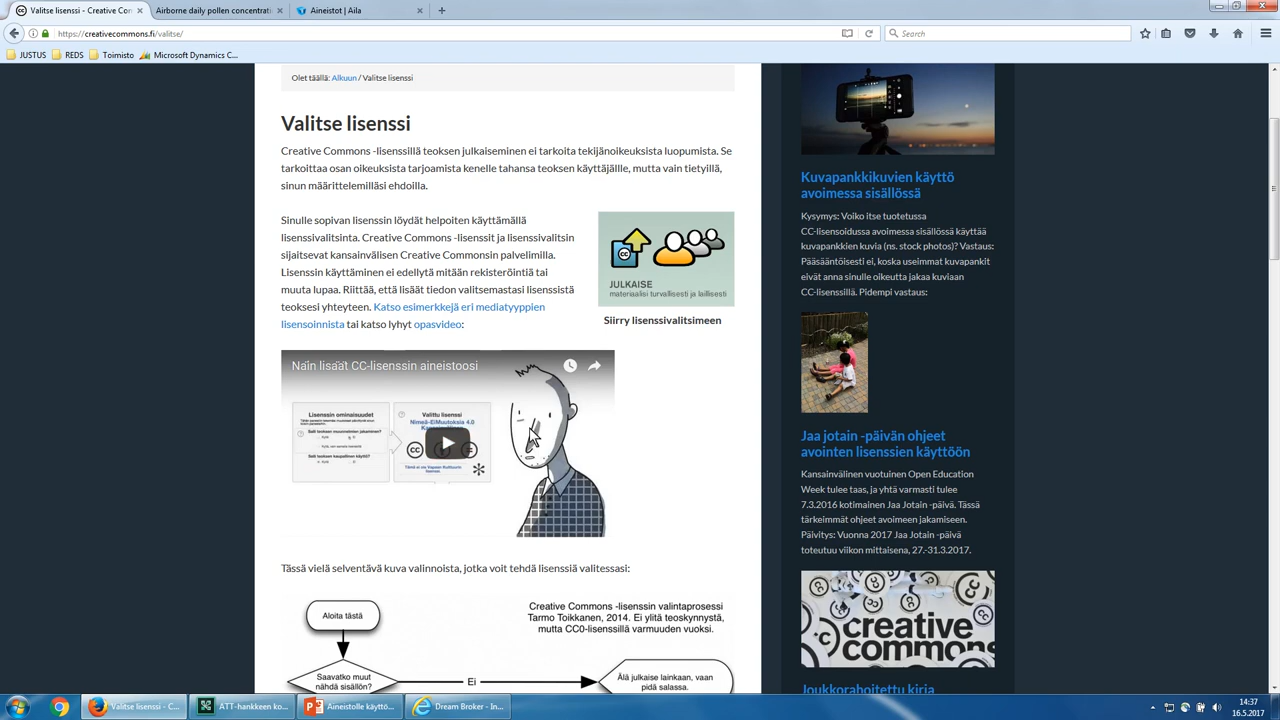 Valitse lisenssi - Creative Com...
Airborne daily pollen concentrati...
Aineistot | Aila
https://creativecommons.fi/valitse/
Search
JUSTUS
REDS
Toimisto
Microsoft Dynamics C...
Olet täällä: Alkuun / Valitse lisenssi
Valitse lisenssi
Creative Commons -lisenssillä teoksen julkaiseminen ei tarkoita tekijänoikeuksista luopumista. Se
tarkoittaa osan oikeuksista tarjoamista kenelle tahansa teoksen käyttäjällle, mutta vain tietyillä,
sinun määrittelemilläsi ehdoilla.
Sinulle sopivan lisenssin löydät helpoiten käyttämällä
lisenssivalitsinta. Creative Commons -lisenssit ja lisenssivalitsin
sijaitsevat kansainvälisen Creative Commonsin palvelimilla.
Lisenssin käyttäminen ei edellytä mitään rekisteröintiä tai
muuta lupaa. Riittää, että lisäät tiedon valitsemastasi lisenssistä
teoksesi yhteyteen. Katso esimerkkejä eri mediatyyppien
lisensoinnista tai katso lyhyt opasvideo:
JULKAISE
materiaalisi turvallisesti ja laillisesti
Siirry lisenssivalitsimeen
Näin lisäät CC-lisenssin aineistoosi
Lisenssin ominaisuudet
Valittu lisenssi
Nimeä-EiMuutoksia 4.0
Tässä vielä selventävä kuva valinnoista, jotka voit tehdä lisenssiä valitessasi:
Aloita tästä
Creative Commons -lisenssin valintaprosessi
Tarmo Toikkanen, 2014. Ei ylitä teoskynnystä,
mutta CC0-lisenssillä varmuuden vuoksi.
Saavatko muut
nähdä sisällön?
Ei
Älä julkaise lainkaan, vaan
pidä salassa.
Kuvapankkikuvien käyttö
avoimessa sisällössä
Kysymys: Voiko itse tuotetussa
CC-lisensoidussa avoimessa sisällössä käyttää
kuvapankkien kuvia (ns. stock photos)? Vastaus:
Pääsääntöisesti ei, koska useimmat kuvapankit
eivät anna sinulle oikeutta jakaa kuviaan
CC-lisenssillä. Pidempi vastaus:
Jaa jotain -päivän ohjeet
avointen lisenssien käyttöön
Kansainvälinen vuotuinen Open Education
Week tulee taas, ja yhtä varmasti tulee
7.3.2016 kotimainen Jaa Jotain -päivä. Tässä
tärkeimmät ohjeet avoimeen jakamiseen.
Päivitys: Vuonna 2017 Jaa Jotain -päivä
toteutuu viikon mittaisena, 27.-31.3.2017.
creative
commons
Joukkorahoitettu kirja
Valitse lisenssi - C...
ATT-hankkeen ko...
Aineistolle käyttö...
Dream Broker - In...
14:37
16.5.2017